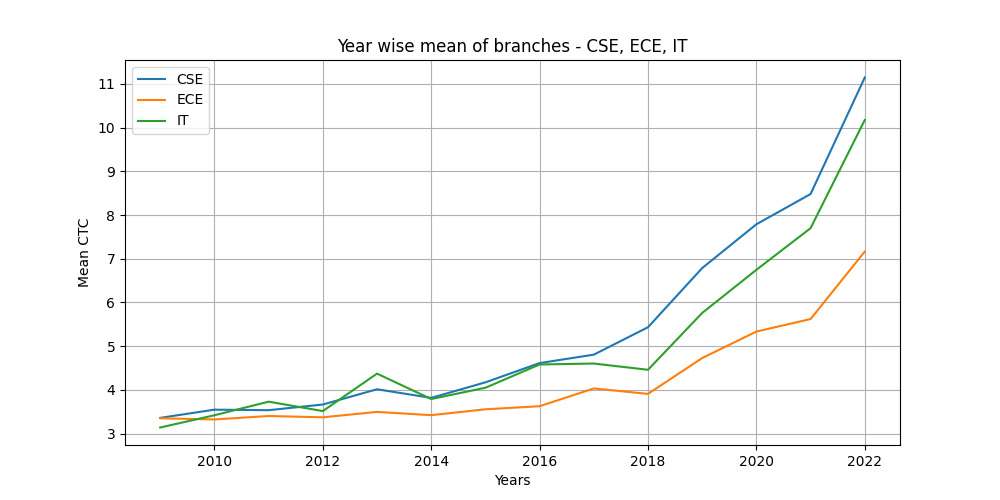 Year wise mean of branches - CSE, ECE, IT
CSE
ECE
IT
11
10
9
8
7
6
5
4
3
Mean CTC
2010 2012 2014 2016 2018 2020 2022
Years